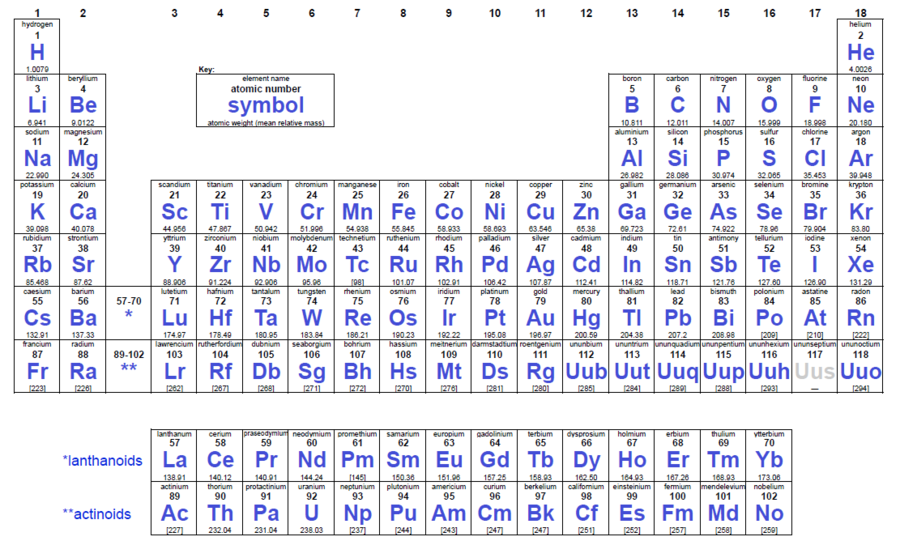 1 2 3 4 5 6 7 8 9 10 11 12 13 14 15 16 17 18
hydrogen helium
1 2
H He
1.0079 Key: 4.0026
lithium beryllium element name boron carbon nitrogen oxygen fluorine neon
3 4 atomic number 5 6 7 8 9 10
Li Be symbol B C N O F Ne
6.941 9.0122 atomic weight (mean relative mass) 10.811 12.011 14.007 15.999 18.998 20.180
sodium magnesium aluminium silicon phosphorus sulfur chlorine argon
11 12 13 14 15 16 17 18
Na Mg Al Si P S Cl Ar
22.990 24.305 26.982 28.086 30.974 32.065 35.453 39.948
potassium calcium scandium titanium vanadium chromium manganese iron cobalt nickel copper zinc gallium germanium arsenic selenium bromine krypton
19 20 21 22 23 24 25 26 27 28 29 30 31 32 33 34 35 36
K Ca Sc Ti V Cr Mn Fe Co Ni Cu Zn Ga Ge As Se Br Kr
39.098 40.078 44.956 47.867 50.942 51.996 54.938 55.845 58.933 58.693 63.546 65.38 69.723 72.61 74.922 78.96 79.904 83.80
rubidium strontium yttrium zirconium niobium molybdenum technetium ruthenium rhodium palladium silver cadmium indium tin antimony tellurium iodine xenon
37 38 39 40 41 42 43 44 45 46 47 48 49 50 51 52 53 54
Rb Sr Y Zr Nb Mo Tc Ru Rh Pd Ag Cd In Sn Sb Te I Xe
85.468 87.62 88.906 91.224 92.906 95.96 [98] 101.07 102.91 106.42 107.87 112.41 114.82 118.71 121.76 127.60 126.90 131.29
caesium barium lutetium hafnium tantalum tungsten rhenium osmium iridium platinum gold mercury thallium lead bismuth polonium astatine radon
55 56 57-70 71 72 73 74 75 76 77 78 79 80 81 82 83 84 85 86
Cs Ba * Lu Hf Ta W Re Os Ir Pt Au Hg Tl Pb Bi Po At Rn
132.91 137.33 174.97 178.49 180.95 183.84 186.21 190.23 192.22 195.08 196.97 200.59 204.38 207.2 208.98 [209] [210] [222]
francium radium lawrencium rutherfordium dubnium seaborgium bohrium hassium meitnerium darmstadtium roentgenium ununbium ununtrium ununquadium ununpentium ununhexium ununseptium ununoctium
87 88 89-102 103 104 105 106 107 108 109 110 111 112 113 114 115 116 117 118
Fr Ra ** Lr Rf Db Sg Bh Hs Mt Ds Rg Uub Uut Uuq Uup Uuh Uus Uuo
[223] [226] [262] [267] [268] [271] [272] [270] [276] [281] [280] [285] [284] [289] [288] [293] — [294]
lanthanum cerium praseodymium neodymium promethium samarium europium gadolinium terbium dysprosium holmium erbium thulium ytterbium
57 58 59 60 61 62 63 64 65 66 67 68 69 70
*lanthanoids La Ce Pr Nd Pm Sm Eu Gd Tb Dy Ho Er Tm Yb
138.91 140.12 140.91 144.24 [145] 150.36 151.96 157.25 158.93 162.50 164.93 167.26 168.93 173.06
actinium thorium protactinium uranium neptunium plutonium americium curium berkelium californium einsteinium fermium mendelevium nobelium
89 90 91 92 93 94 95 96 97 98 99 100 101 102
**actinoids Ac Th Pa U Np Pu Am Cm Bk Cf Es Fm Md No
[227] 232.04 231.04 238.03 [237] [244] [243] [247] [247] [251] [252] [257] [258] [259]